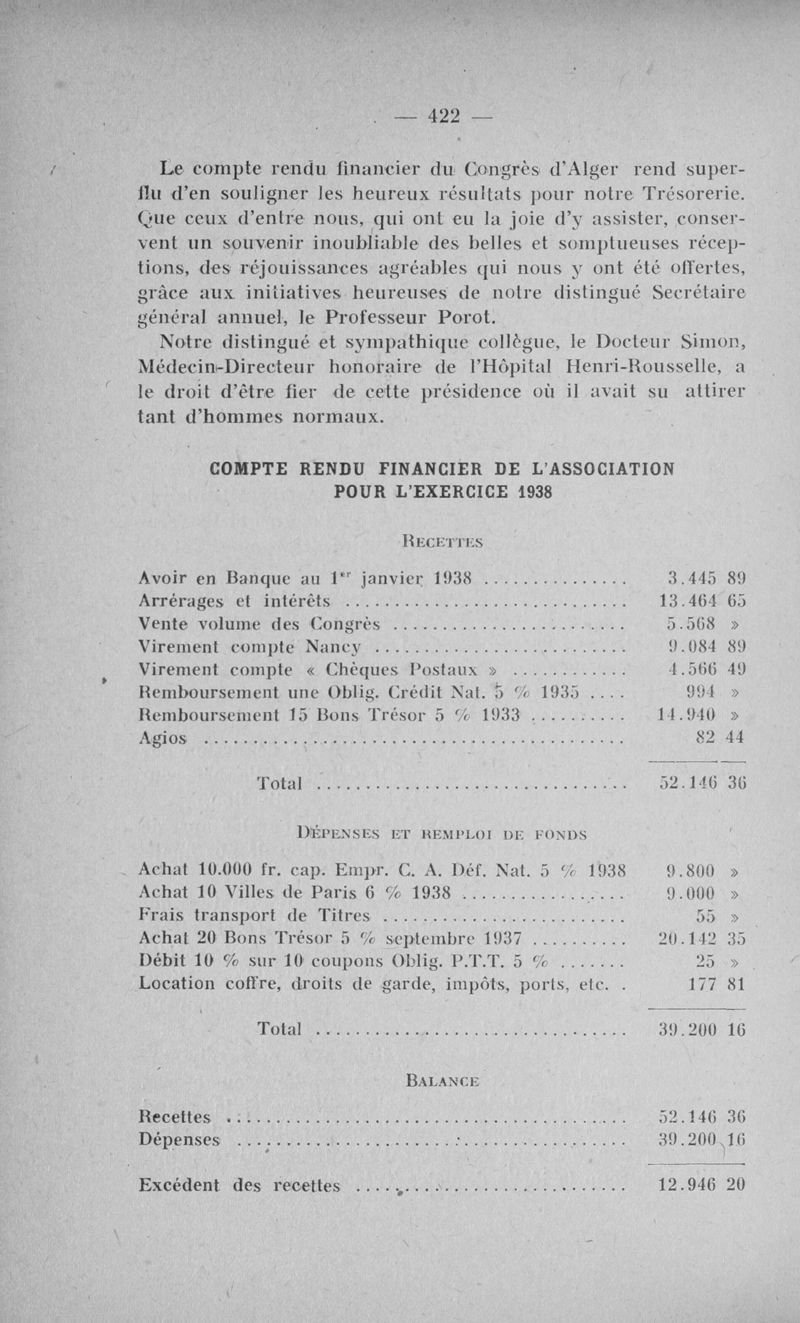 — 422 —
Le compte rendu financier du Congrès d'Alger rend super-
flu d'en souligner les heureux résultats pour notre Trésorerie.
Que ceux d'entre nous, qui ont eu la joie d'y assister, conser-
vent un souvenir inoubliable des belles et somptueuses récep-
tions, des réjouissances agréables qui nous y ont été offertes,
grâce aux initiatives heureuses de notre distingué Secrétaire
général annuel, le Professeur Porot.
Notre distingué et sympathique collègue, le Docteur Simon,
Médecin-Directeur honoraire de l'Hôpital Henri-Rousselle, a
le droit d'être fier de cette présidence où il avait su attirer
tant d'hommes normaux.
COMPTE RENDU FINANCIER DE L'ASSOCIATION
POUR L'EXERCICE 1938
RECETTES
Avoir en Banque au 1er janvier 1938 ............... 3.445 89
Arrérages et intérêts ............................. 13.464 65
Vente volume des Congrès ........................ 5.568 »
Virement compte Nancy .......................... 9.084 89
Virement compte « Chèques Postaux » ............ 4.566 49
Remboursement une Oblig. Crédit Nat. 5 % 1935 .... 994 »
Remboursement 15 Bons Trésor 5 % 1933 .......... 14.940 »
Agios ........................................... 82 44
Total ................................ 52.146 36
DÉPENSES ET REMPLOI DE FONDS
Achat 10.000 fr. cap. Empr. C. A. Déf. Nat. 5 % 1938 9.800 »
Achat 10 Villes de Paris 6 % 1938 ................. 9.000 »
Frais transport de Titres ......................... 55 »
Achat 20 Bons Trésor 5 % septembre 1937 .......... 20.142 35
Débit 10 % sur 10 coupons Oblig. P.T.T. 5 % ....... 25 »
Location coffre, droits de garde, impôts, ports, etc. . 177 81
Total ................................ 39.200 16
BALANCE
Recettes ......................................... 52.146 36
Dépenses ........................................ 39.200 16
Excédent des recettes ............................ 12.946 20